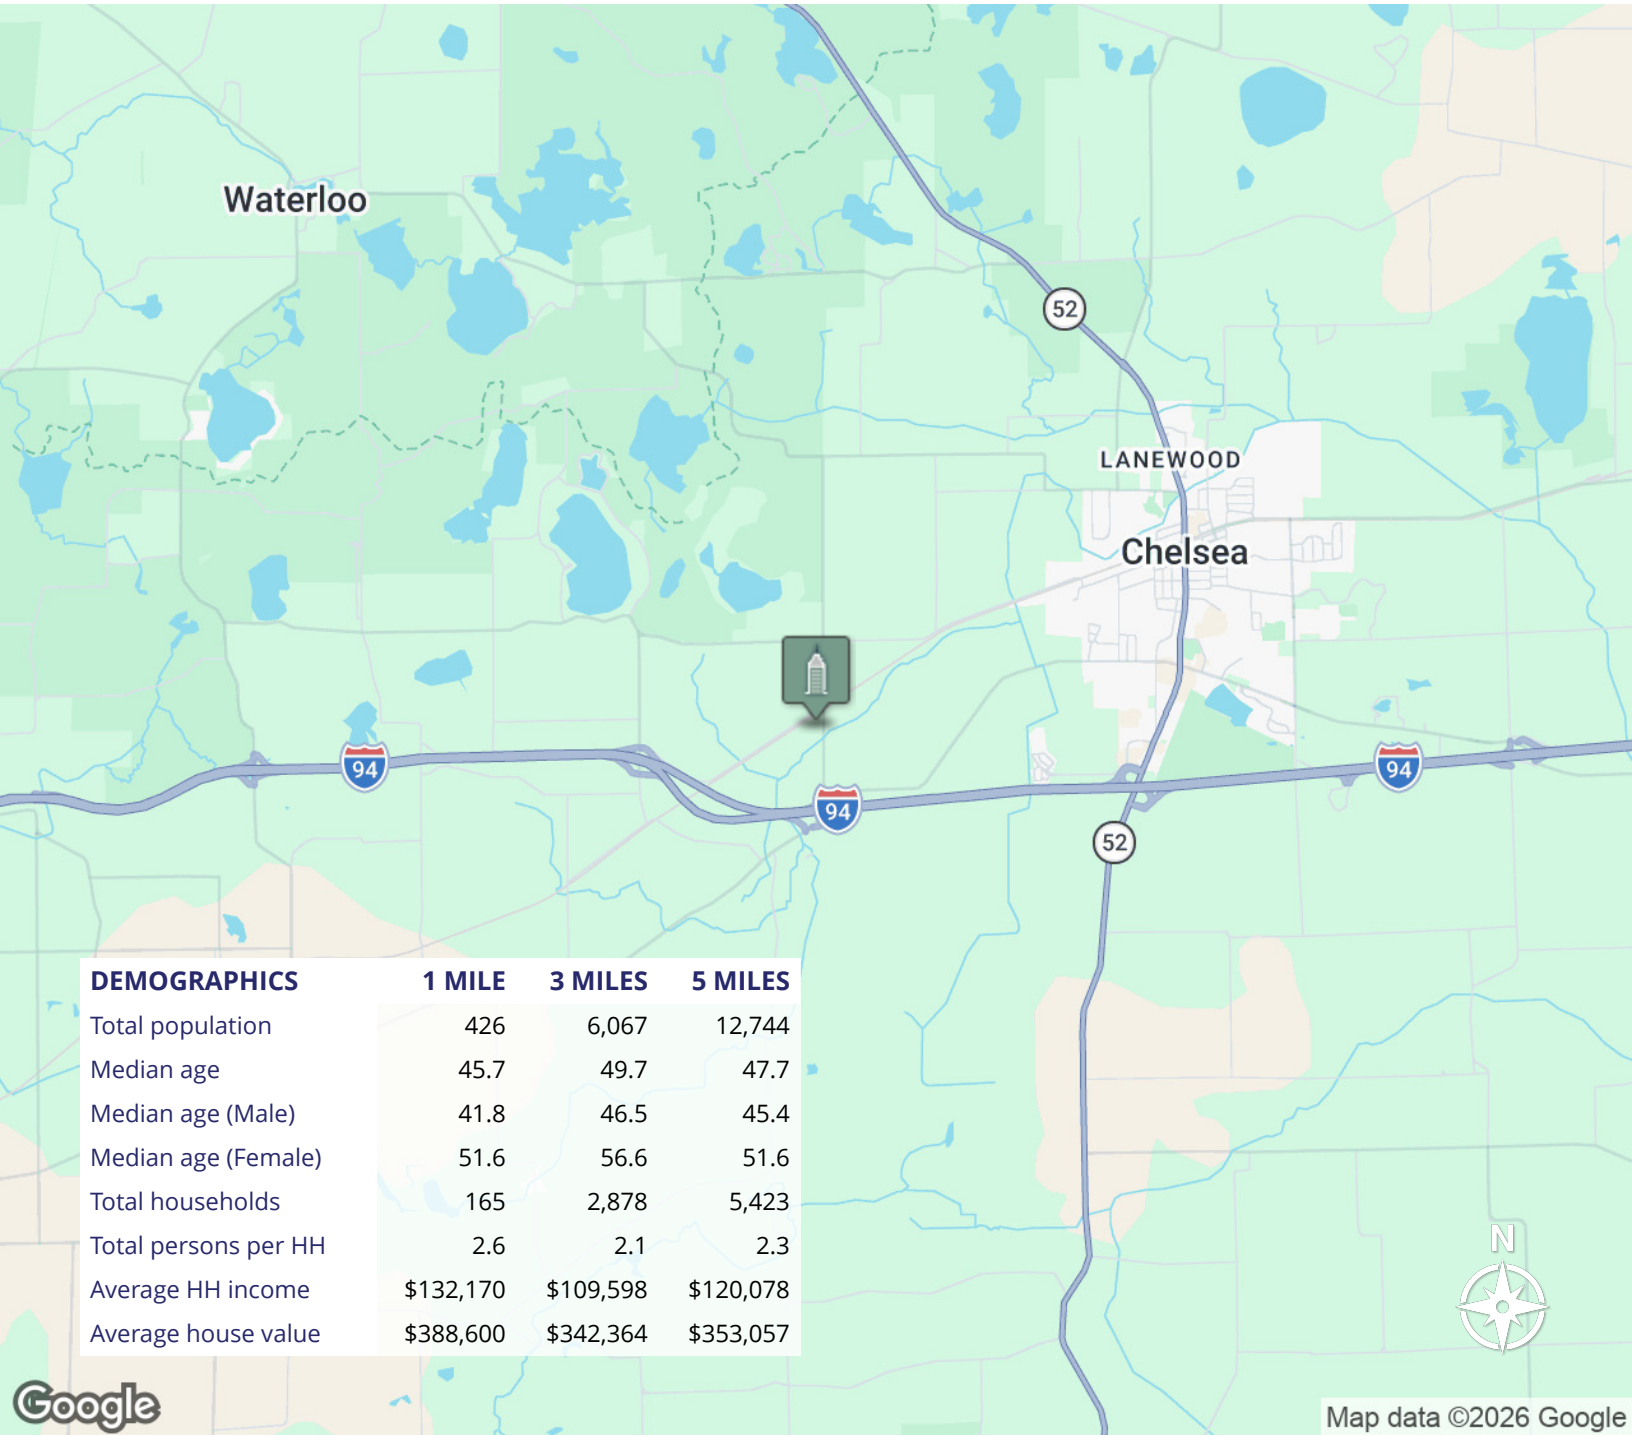 Waterloo
52
LANEWOOD
Chelsea
94
94
94
52
DEMOGRAPHICS 1 MILE 3 MILES 5 MILES
Total population 426 6,067 12,744
Median age 45.7 49.7 47.7
Median age (Male) 41.8 46.5 45.4
Median age (Female) 51.6 56.6 51.6
Total households 165 2,878 5,423
Total persons per HH 2.6 2.1 2.3
Average HH income $132,170 $109,598 $120,078
Average house value $388,600 $342,364 $353,057
N
Google
Map data ©2026 Google